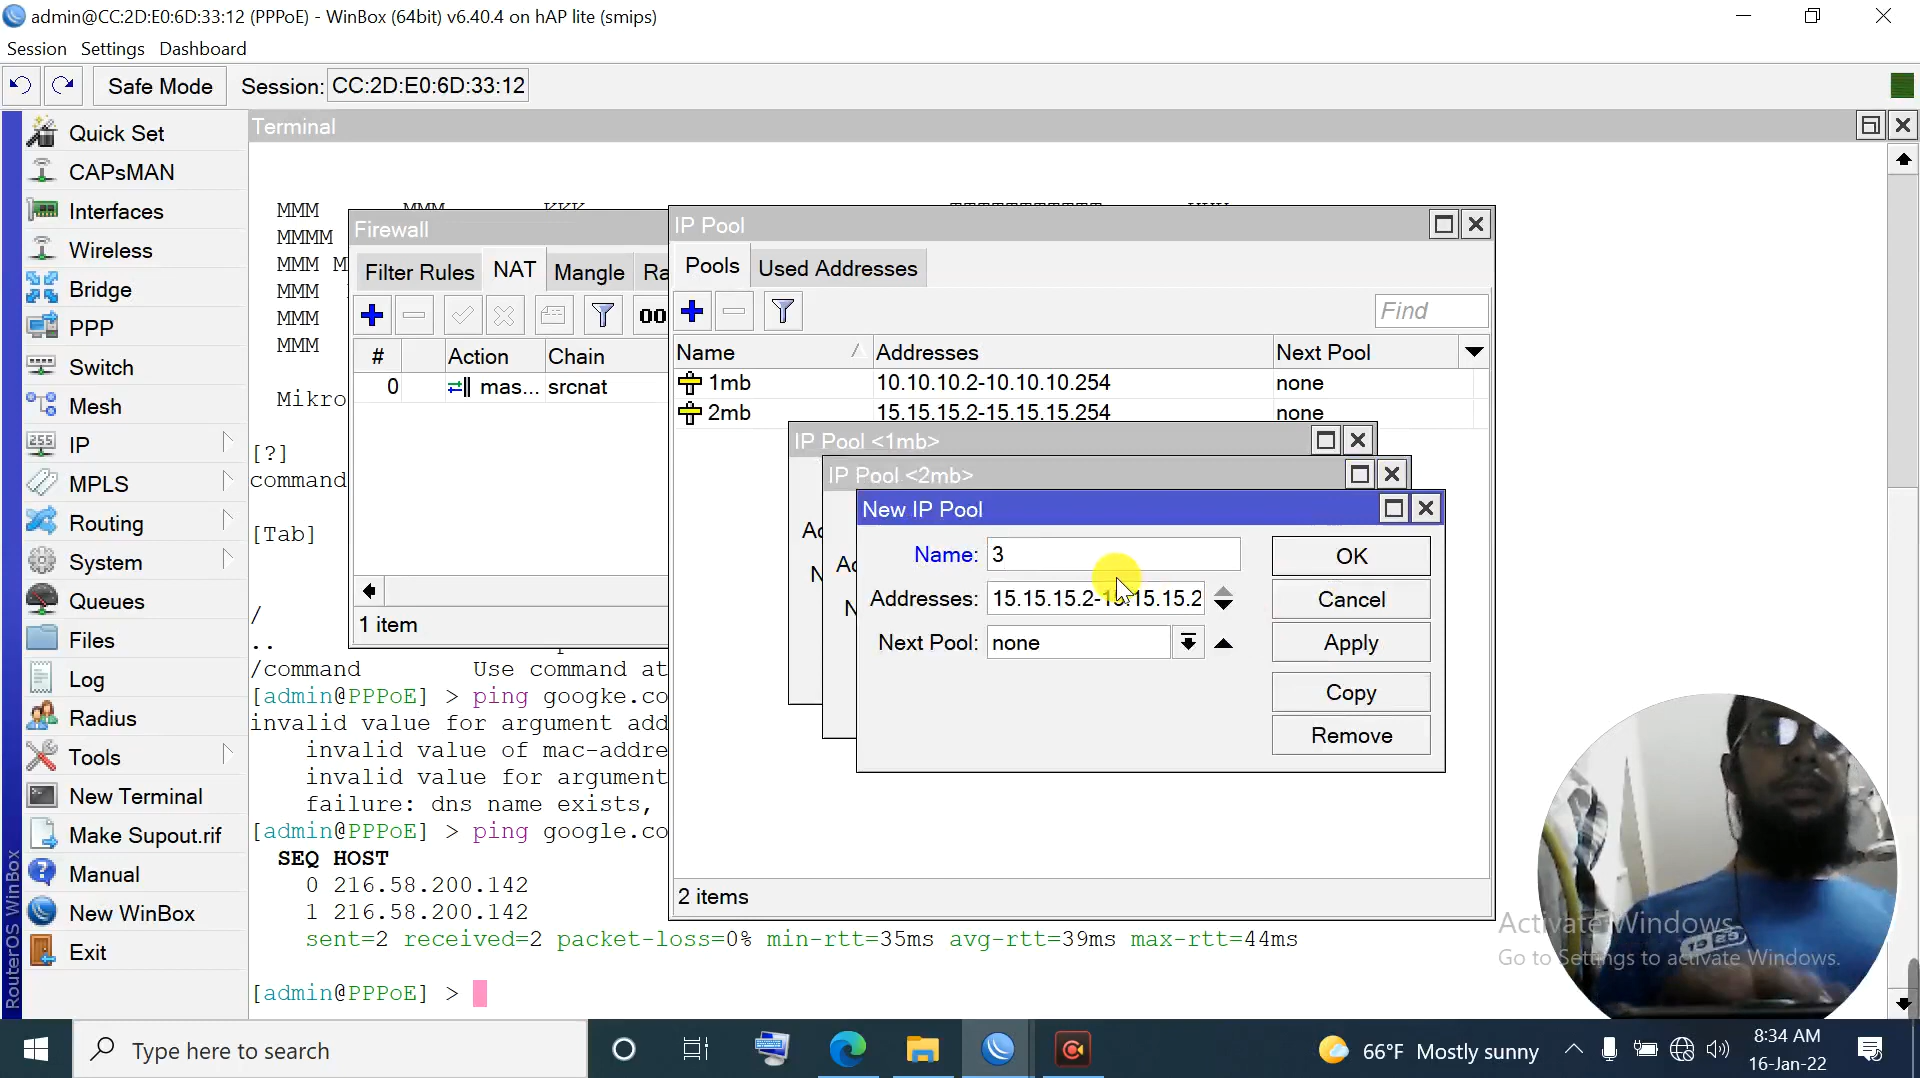 admin@CC:2D:E0:6D:33:12 (PPPoE) - WinBox (64bit) v6.40.4 on hAP lite (smips)
Session Settings Dashboard
Safe Mode Session: CC:2D:E0:6D:33:12
Quick Set
CAPsMAN
Interfaces
Wireless
Bridge
PPP
Switch
Mesh
IP
MPLS
Routing
System
Queues
Files
Log
Radius
Tools
New Terminal
Make Supout.rif
Manual
New WinBox
Exit
RouterOS WinBox
Terminal
MMM MMM KKK TTTTTTTTTTT
MMMM
MMM M
MMM
MMM
MMM
Mikro
[?]
command
[Tab]
/
..
/command Use command at
[admin@PPPoE] > ping googke.co
invalid value for argument add
invalid value of mac-addre
invalid value for argument
failure: dns name exists,
[admin@PPPoE] > ping google.co
SEQ HOST
0 216.58.200.142
1 216.58.200.142
sent=2 received=2 packet-loss=0% min-rtt=35ms avg-rtt=39ms max-rtt=44ms
[admin@PPPoE] >
Firewall
Filter Rules NAT Mangle Ra
00
# Action Chain
0 mas... srcnat
1 item
IP Pool
Pools Used Addresses
Find
Name Addresses Next Pool
1mb 10.10.10.2-10.10.10.254 none
2mb 15.15.15.2-15.15.15.254 none
2 items
IP Pool <1mb>
IP Pool <2mb>
New IP Pool
Name: 3
Addresses: 15.15.15.2-15.15.15.2
Next Pool: none
OK
Cancel
Apply
Copy
Remove
Activate Windows
Go to Settings to activate Windows.
Type here to search
66°F Mostly sunny
8:34 AM
16-Jan-22